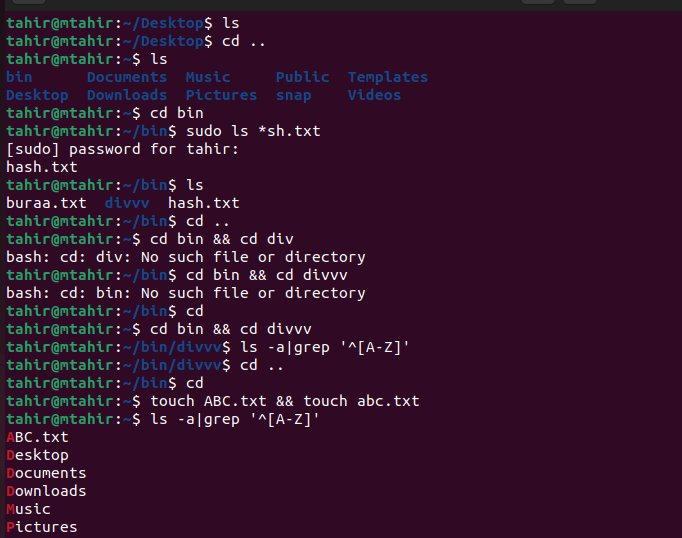 tahir@mtahir:~/Desktop$ ls
tahir@mtahir:~/Desktop$ cd ..
tahir@mtahir:~$ ls
bin      Documents  Music     Public  Templates
Desktop  Downloads  Pictures  snap    Videos
tahir@mtahir:~$ cd bin
tahir@mtahir:~/bin$ sudo ls *sh.txt
[sudo] password for tahir:
hash.txt
tahir@mtahir:~/bin$ ls
buraa.txt  divvv  hash.txt
tahir@mtahir:~/bin$ cd ..
tahir@mtahir:~$ cd bin && cd div
bash: cd: div: No such file or directory
tahir@mtahir:~/bin$ cd bin && cd divvv
bash: cd: bin: No such file or directory
tahir@mtahir:~/bin$ cd
tahir@mtahir:~$ cd bin && cd divvv
tahir@mtahir:~/bin/divvv$ ls -a|grep '^[A-Z]'
tahir@mtahir:~/bin/divvv$ cd ..
tahir@mtahir:~/bin$ cd
tahir@mtahir:~$ touch ABC.txt && touch abc.txt
tahir@mtahir:~$ ls -a|grep '^[A-Z]'
ABC.txt
Desktop
Documents
Downloads
Music
Pictures